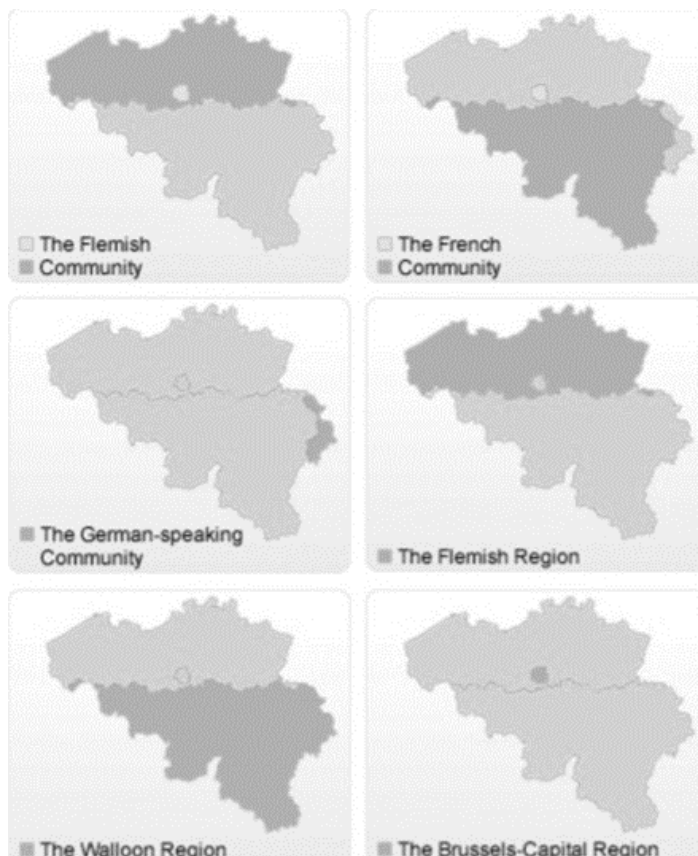 The Flemish
Community
The French
Community
The German-speaking
Community
The Flemish Region
The Walloon Region
The Brussels-Capital Region